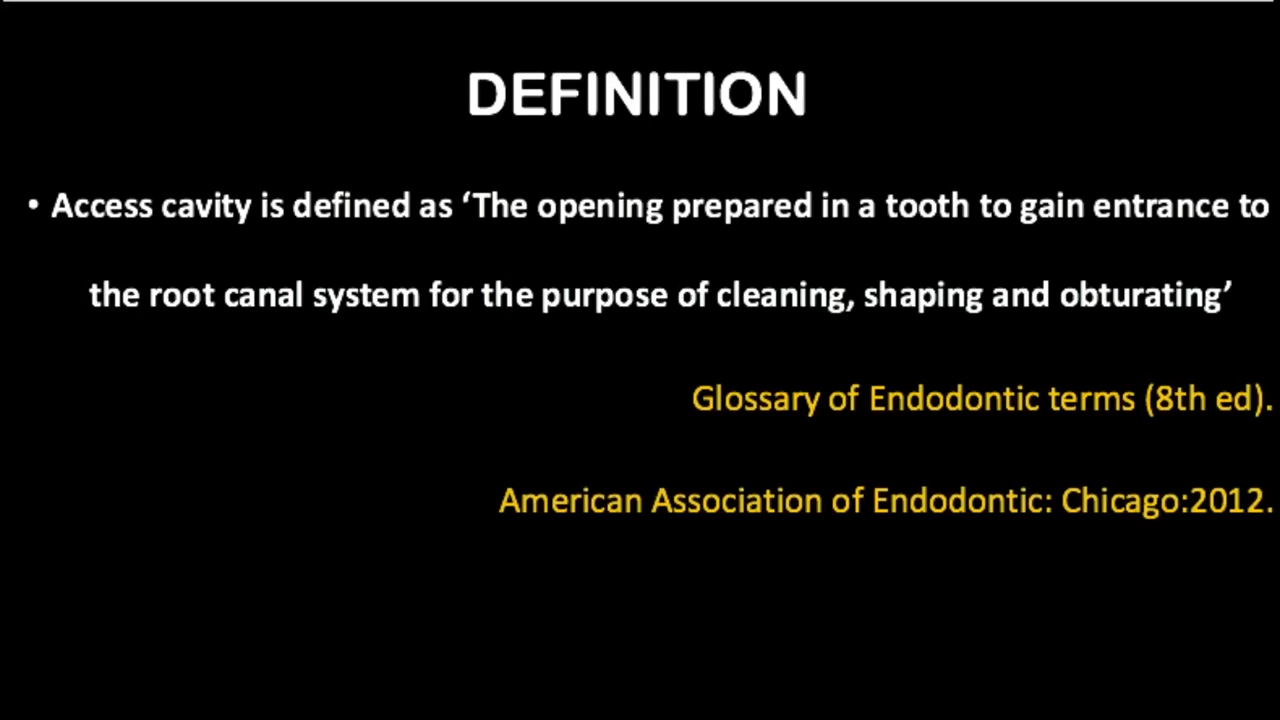 DEFINITION
• Access cavity is defined as ‘The opening prepared in a tooth to gain entrance to
the root canal system for the purpose of cleaning, shaping and obturating’
Glossary of Endodontic terms (8th ed).
American Association of Endodontic: Chicago:2012.